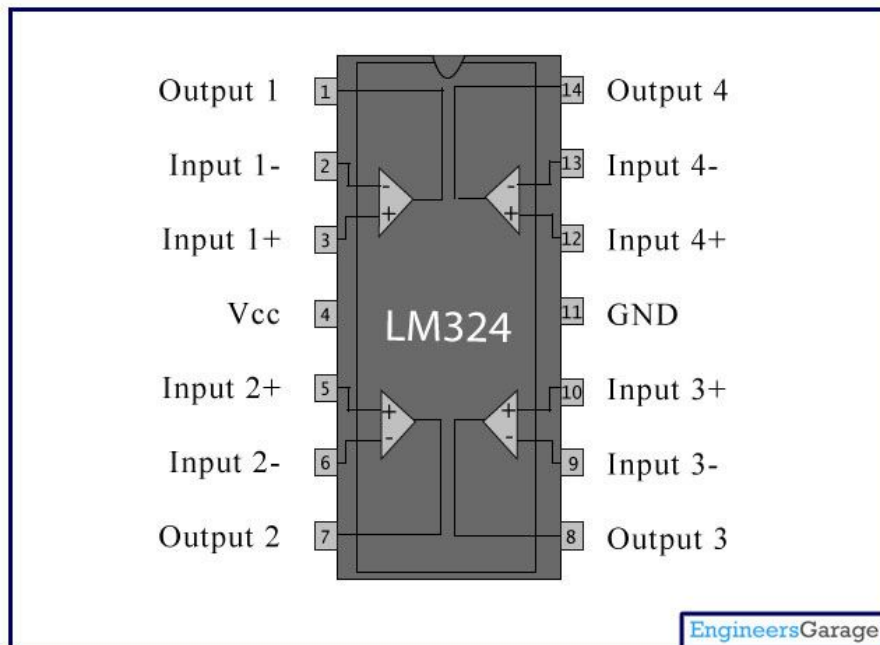 Output 1 1 14 Output 4
Input 1- 2 13 Input 4-
- -
+ +
Input 1+ 3 12 Input 4+
Vcc 4 11 GND
LM324
Input 2+ 5 10 Input 3+
+ +
- -
Input 2- 6 9 Input 3-
Output 2 7 8 Output 3
EngineersGarage